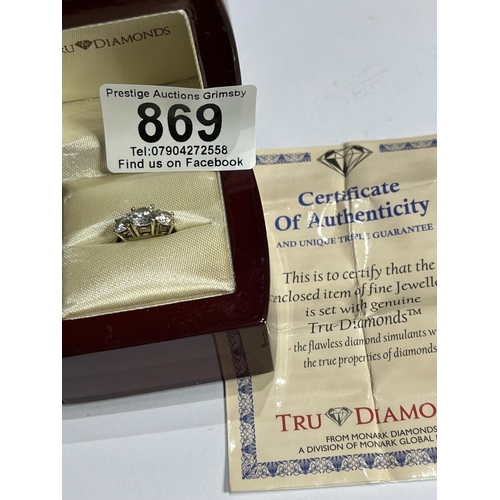 TRU DIAMONDS
Prestige Auctions Grimsby
869
Tel:07904272558
Find us on Facebook
Certificate
Of Authenticity
AND UNIQUE TRIPLE GUARANTEE
This is to certify that the
enclosed item of fine Jewelle
is set with genuine
Tru-Diamonds™
- the flawless diamond simulants w
the true properties of diamonds
TRU DIAMO
FROM MONARK DIAMONDS
A DIVISION OF MONARK GLOBAL